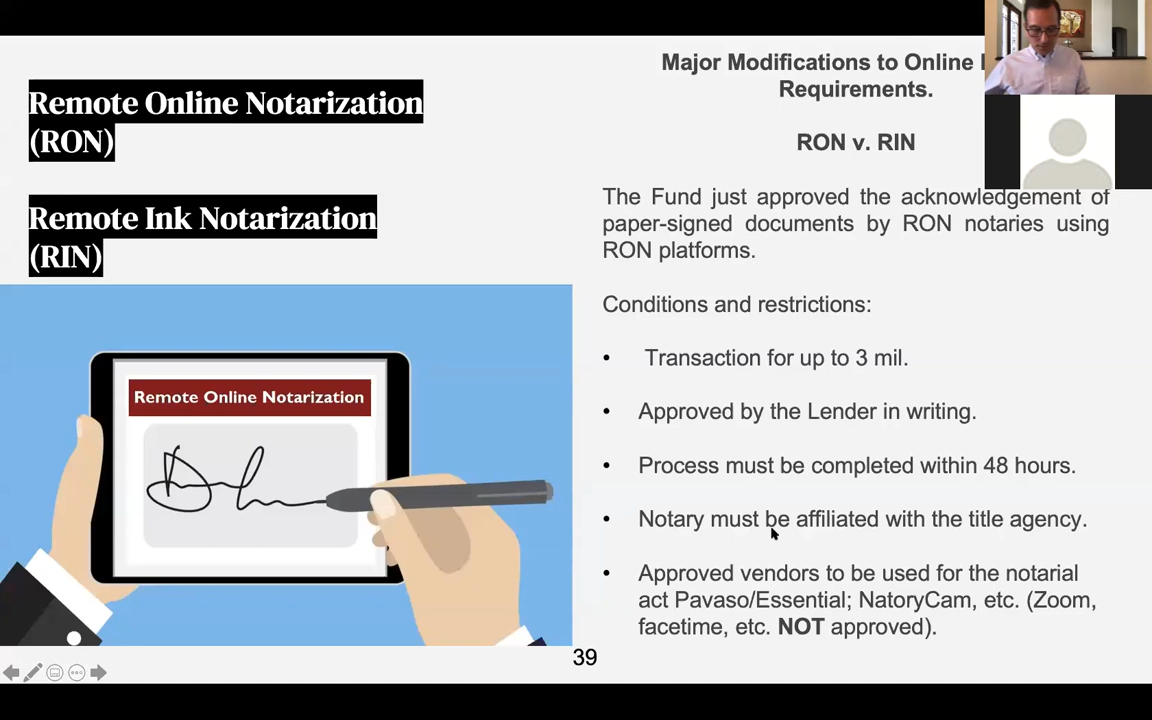 Remote Online Notarization
(RON)
Remote Ink Notarization
(RIN)
Remote Online Notarization
Major Modifications to Online
Requirements.
RON v. RIN
The Fund just approved the acknowledgement of
paper-signed documents by RON notaries using
RON platforms.
Conditions and restrictions:
• Transaction for up to 3 mil.
• Approved by the Lender in writing.
• Process must be completed within 48 hours.
• Notary must be affiliated with the title agency.
• Approved vendors to be used for the notarial
act Pavaso/Essential; NatoryCam, etc. (Zoom,
facetime, etc. NOT approved).
39